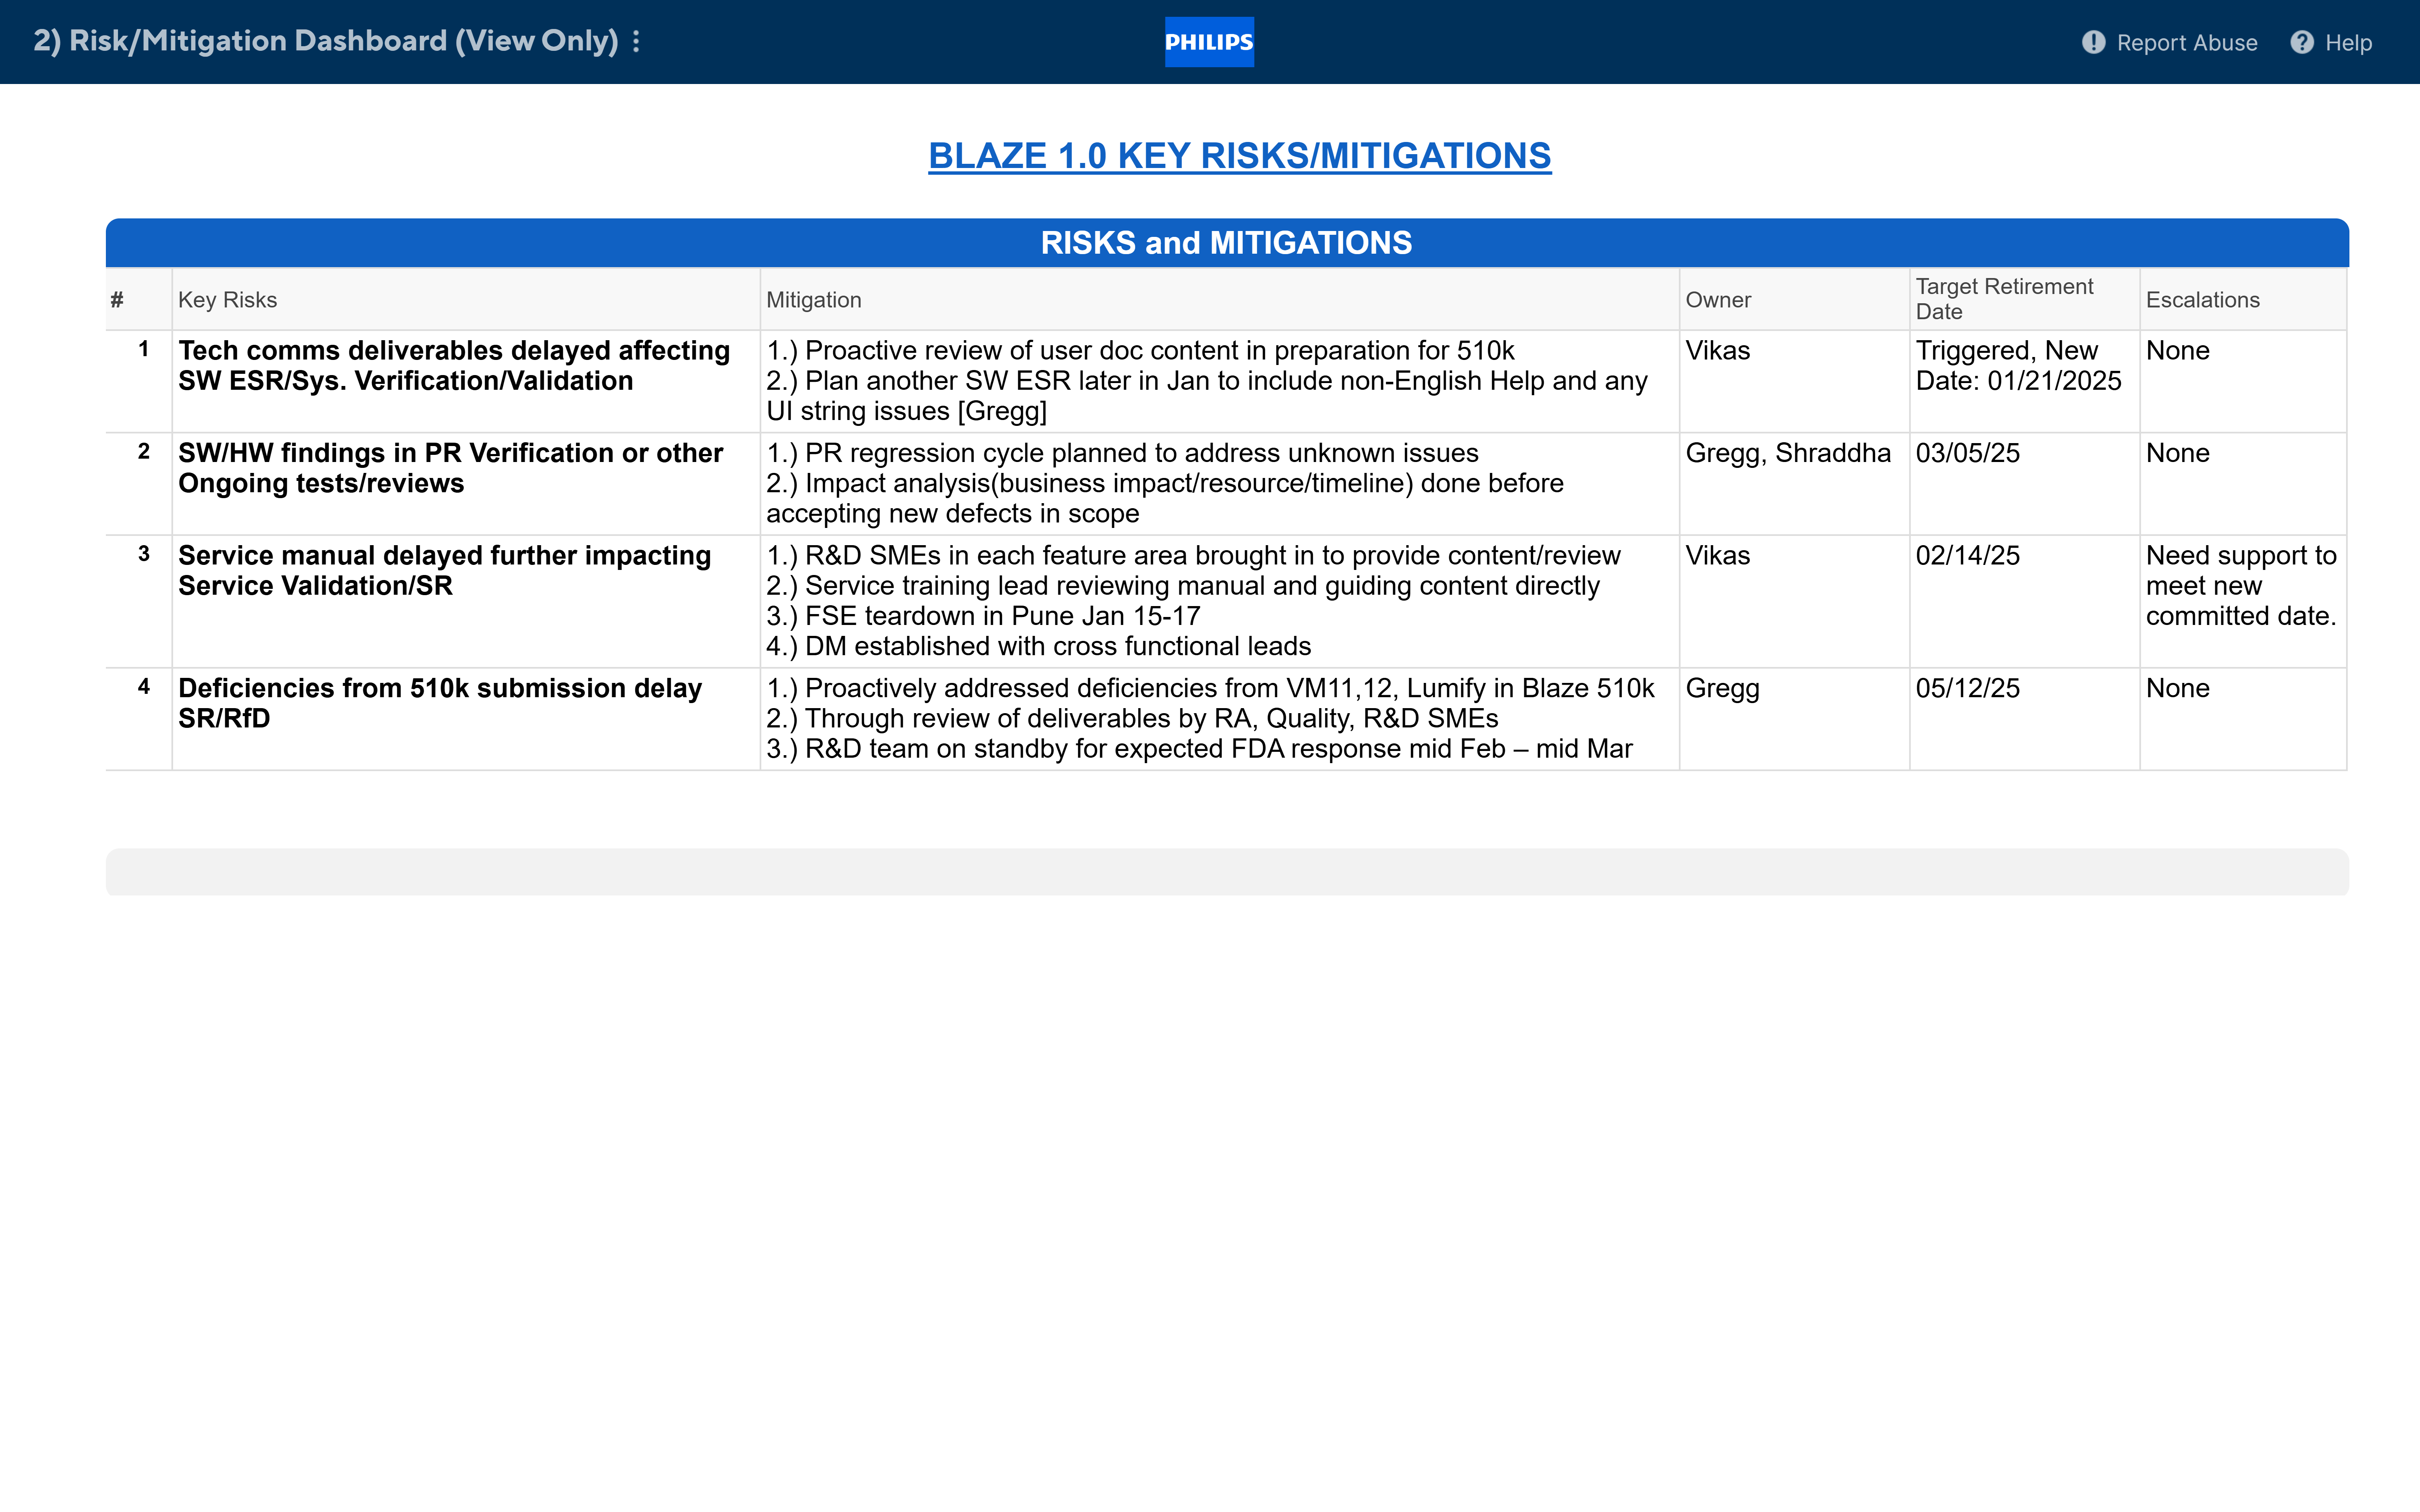 2) Risk/Mitigation Dashboard (View Only)
PHILIPS
Report Abuse
Help
BLAZE 1.0 KEY RISKS/MITIGATIONS
RISKS and MITIGATIONS
#
Key Risks
Mitigation
Owner
Target Retirement
Date
Escalations
1
Tech comms deliverables delayed affecting
SW ESR/Sys. Verification/Validation
1.) Proactive review of user doc content in preparation for 510k
2.) Plan another SW ESR later in Jan to include non-English Help and any
UI string issues [Gregg]
Vikas
Triggered, New
Date: 01/21/2025
None
2
SW/HW findings in PR Verification or other
Ongoing tests/reviews
1.) PR regression cycle planned to address unknown issues
2.) Impact analysis(business impact/resource/timeline) done before
accepting new defects in scope
Gregg, Shraddha
03/05/25
None
3
Service manual delayed further impacting
Service Validation/SR
1.) R&D SMEs in each feature area brought in to provide content/review
2.) Service training lead reviewing manual and guiding content directly
3.) FSE teardown in Pune Jan 15-17
4.) DM established with cross functional leads
Vikas
02/14/25
Need support to
meet new
committed date.
4
Deficiencies from 510k submission delay
SR/RfD
1.) Proactively addressed deficiencies from VM11,12, Lumify in Blaze 510k
2.) Through review of deliverables by RA, Quality, R&D SMEs
3.) R&D team on standby for expected FDA response mid Feb – mid Mar
Gregg
05/12/25
None